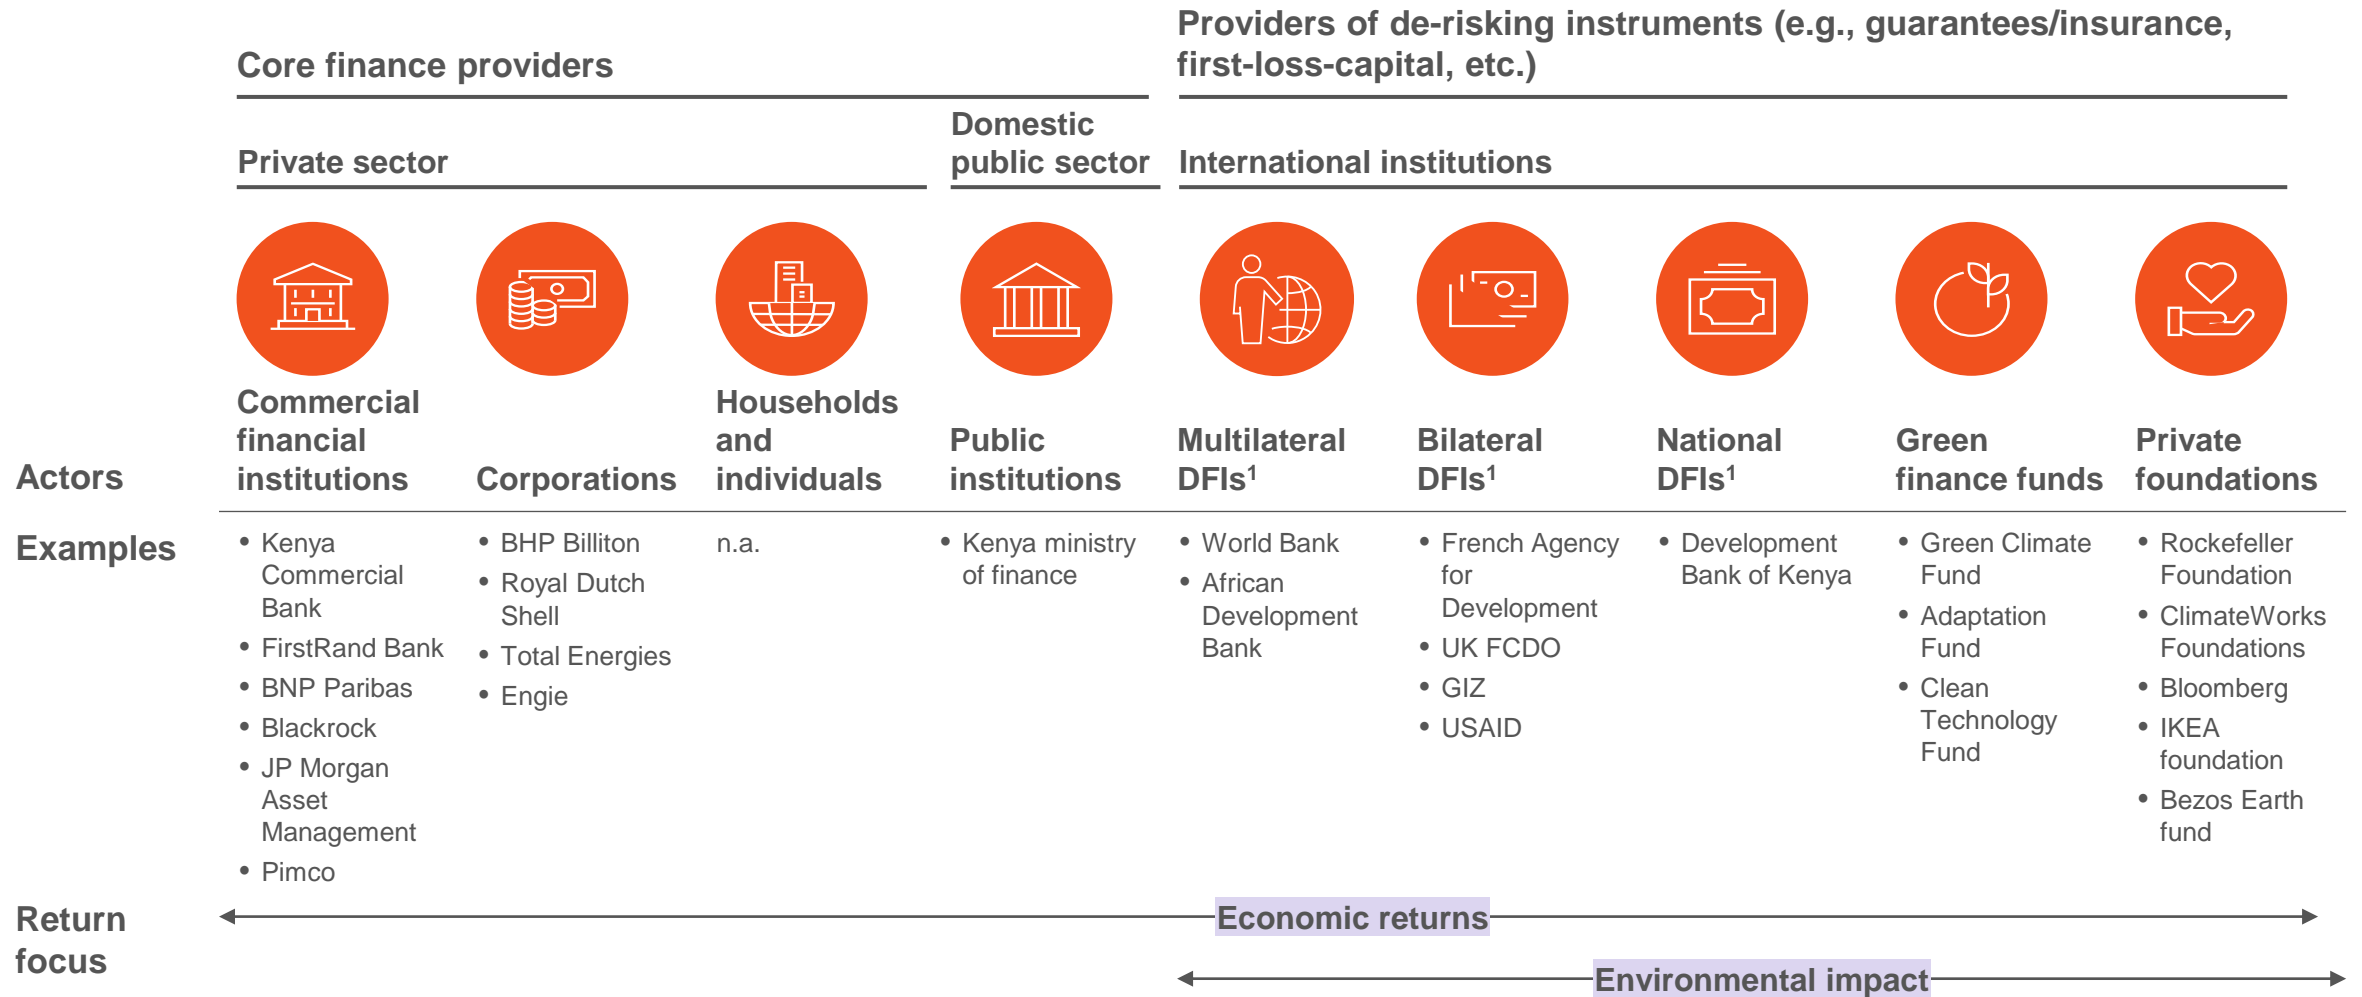 Core finance providers
Providers of de-risking instruments (e.g., guarantees/insurance,
first-loss-capital, etc.)
Private sector
Domestic
public sector
International institutions
Actors
Commercial
financial
institutions
Corporations
Households
and
individuals
Public
institutions
Multilateral
DFIs1
Bilateral
DFIs1
National
DFIs1
Green
finance funds
Private
foundations
Examples
• Kenya
Commercial
Bank
• FirstRand Bank
• BNP Paribas
• Blackrock
• JP Morgan
Asset
Management
• Pimco
• BHP Billiton
• Royal Dutch
Shell
• Total Energies
• Engie
n.a.
• Kenya ministry
of finance
• World Bank
• African
Development
Bank
• French Agency
for
Development
• UK FCDO
• GIZ
• USAID
• Development
Bank of Kenya
• Green Climate
Fund
• Adaptation
Fund
• Clean
Technology
Fund
• Rockefeller
Foundation
• ClimateWorks
Foundations
• Bloomberg
• IKEA
foundation
• Bezos Earth
fund
Return
focus
Economic returns
Environmental impact